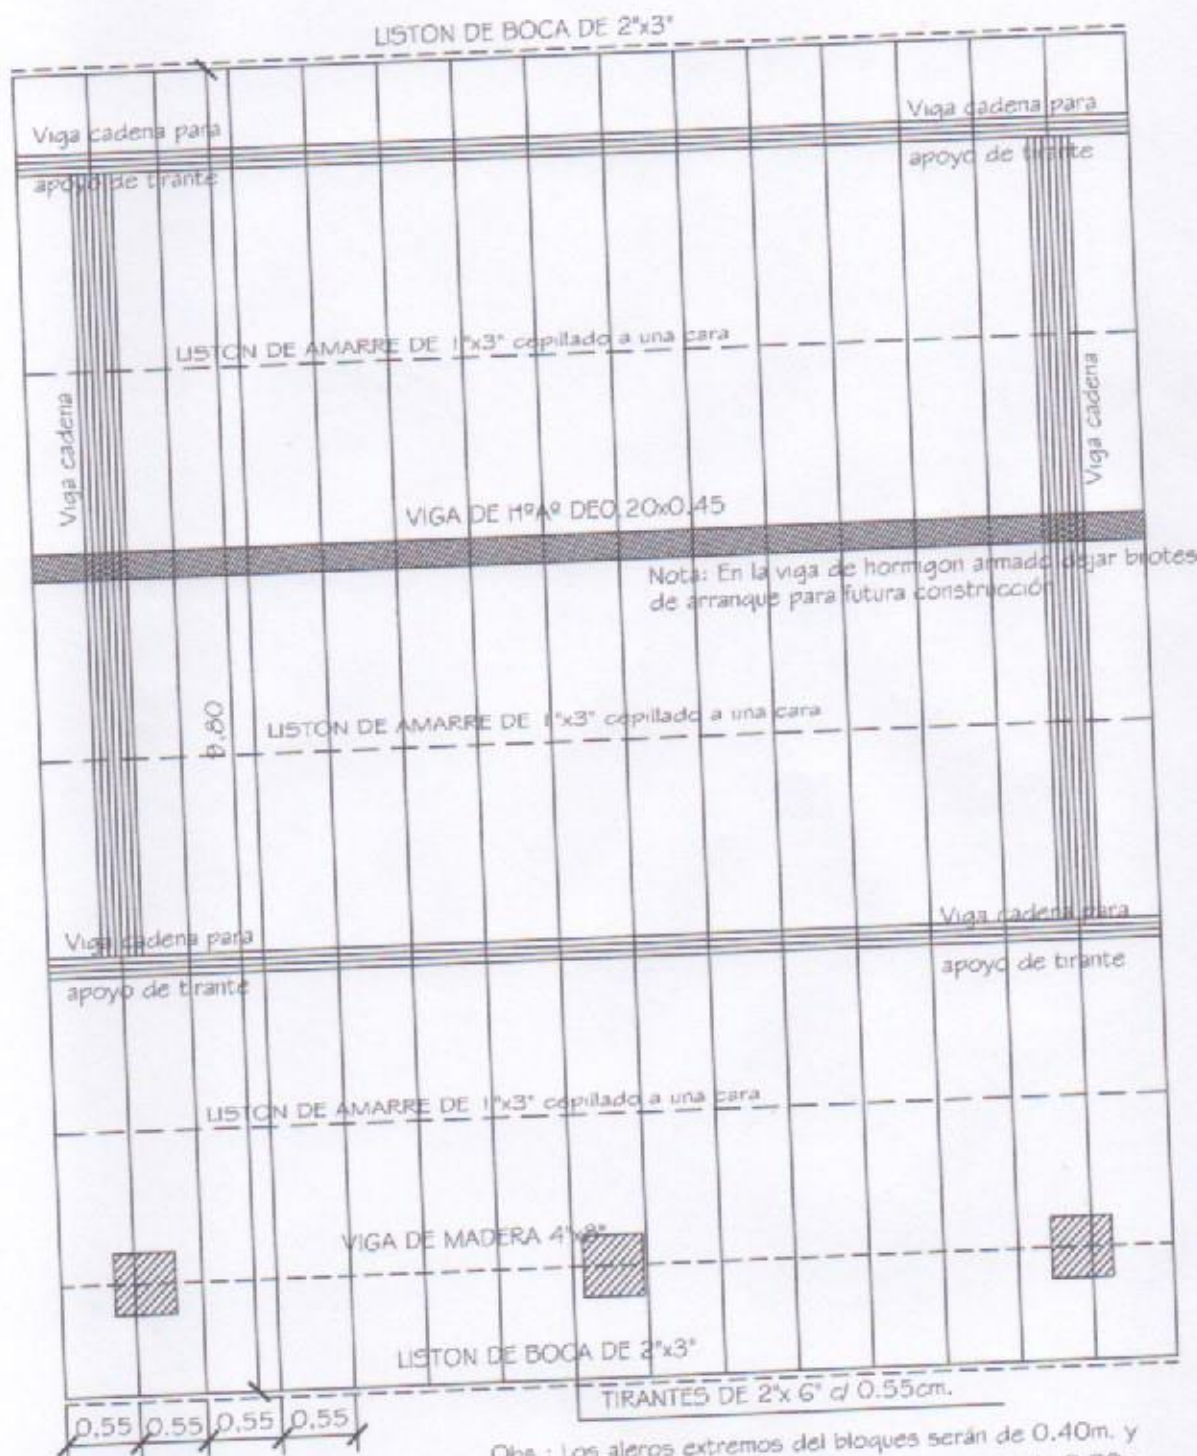 LISTON DE BOCA DE 2"x3"
Viga cadena para
apoyo de tirante
Viga cadena para
apoyo de tirante
LISTON DE AMARRE DE 1"x3" cepillado a una cara
Viga cadena
Viga cadena
VIGA DE HºAº DE0,20x0,45
Nota: En la viga de hormigon armado dejar brotes
de arranque para futura construcción
9,80
LISTON DE AMARRE DE 1"x3" cepillado a una cara
Viga cadena para
apoyo de tirante
Viga cadena para
apoyo de tirante
LISTON DE AMARRE DE 1"x3" cepillado a una cara
VIGA DE MADERA 4"x8"
LISTON DE BOCA DE 2"x3"
TIRANTES DE 2"x 6" c/ 0.55cm.
0,55 0,55 0,55 0,55
Obs.: Los aleros extremos del bloques serán de 0.40m. y